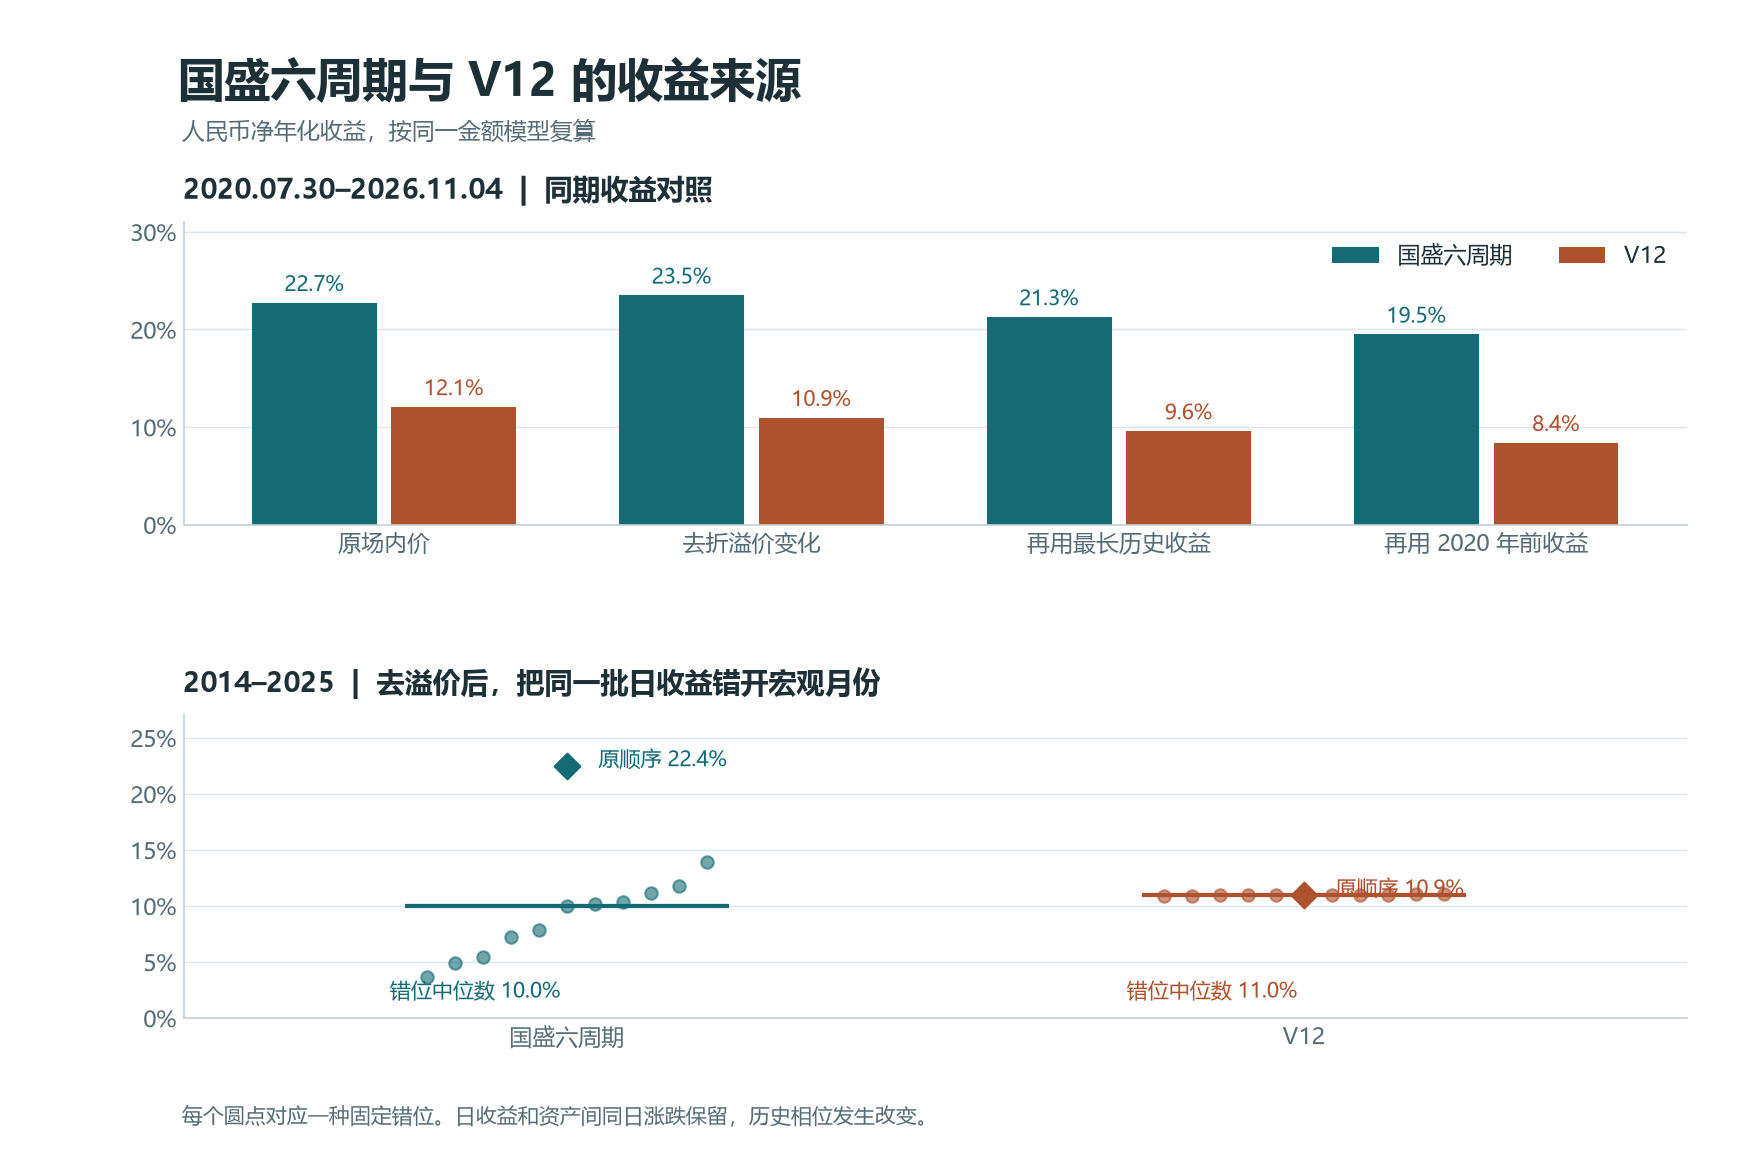 国盛六周期与 V12 的收益来源
人民币净年化收益，按同一金额模型复算
2020.07.30–2026.11.04 | 同期收益对照
30%
20%
10%
0%
国盛六周期
V12
22.7%
12.1%
23.5%
10.9%
21.3%
9.6%
19.5%
8.4%
原场内价
去折溢价变化
再用最长历史收益
再用 2020 年前收益
2014–2025 | 去溢价后，把同一批日收益错开宏观月份
25%
20%
15%
10%
5%
0%
原顺序 22.4%
错位中位数 10.0%
原顺序 10.9%
错位中位数 11.0%
国盛六周期
V12
每个圆点对应一种固定错位。日收益和资产间同日涨跌保留，历史相位发生改变。